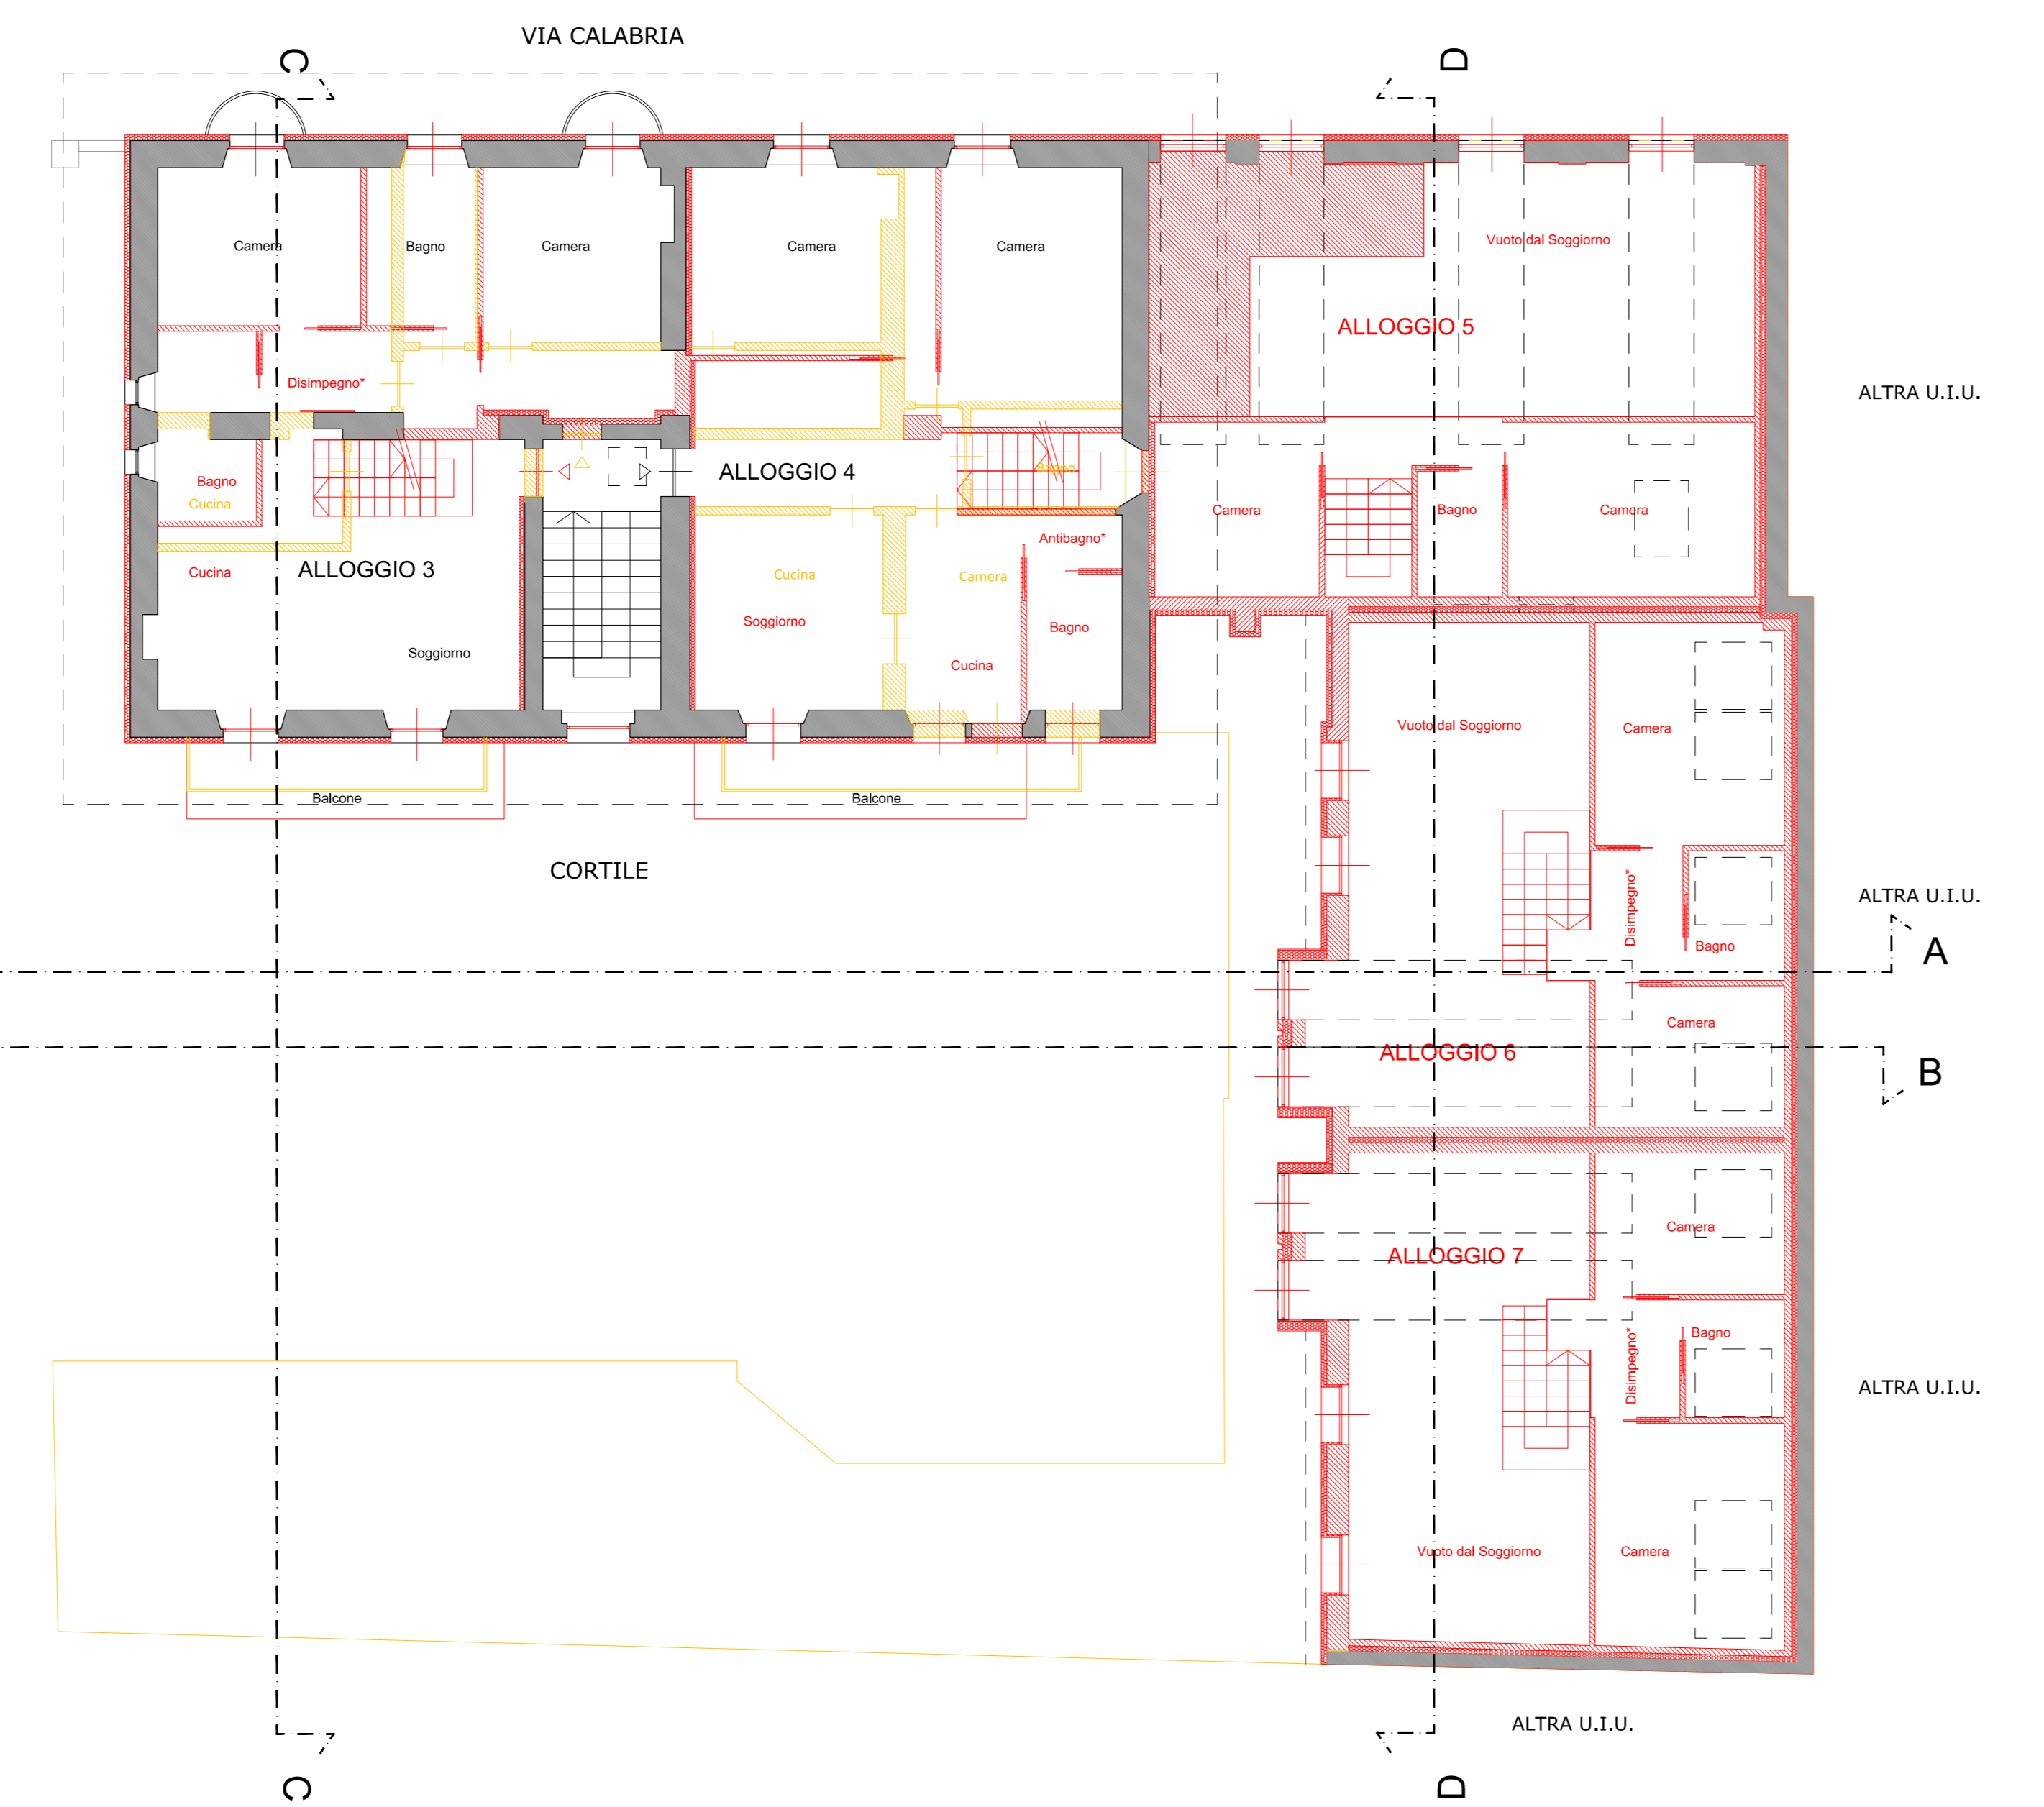 VIA CALABRIA
C
D
Camera
Bagno
Camera
Camera
Camera
Vuoto dal Soggiorno
ALLOGGIO 5
Disimpegno*
ALTRA U.I.U.
ALLOGGIO 4
Bagno
Bagno
Cucina
Camera
Bagno
Camera
Antibagno*
Cucina
ALLOGGIO 3
Cucina
Camera
Soggiorno
Bagno
Soggiorno
Cucina
Vuoto dal Soggiorno
Camera
Balcone
Balcone
CORTILE
Disimpegno*
ALTRA U.I.U.
Bagno
A
Camera
ALLOGGIO 6
B
Camera
ALLOGGIO 7
Disimpegno*
Bagno
ALTRA U.I.U.
Vuoto dal Soggiorno
Camera
ALTRA U.I.U.
C
D